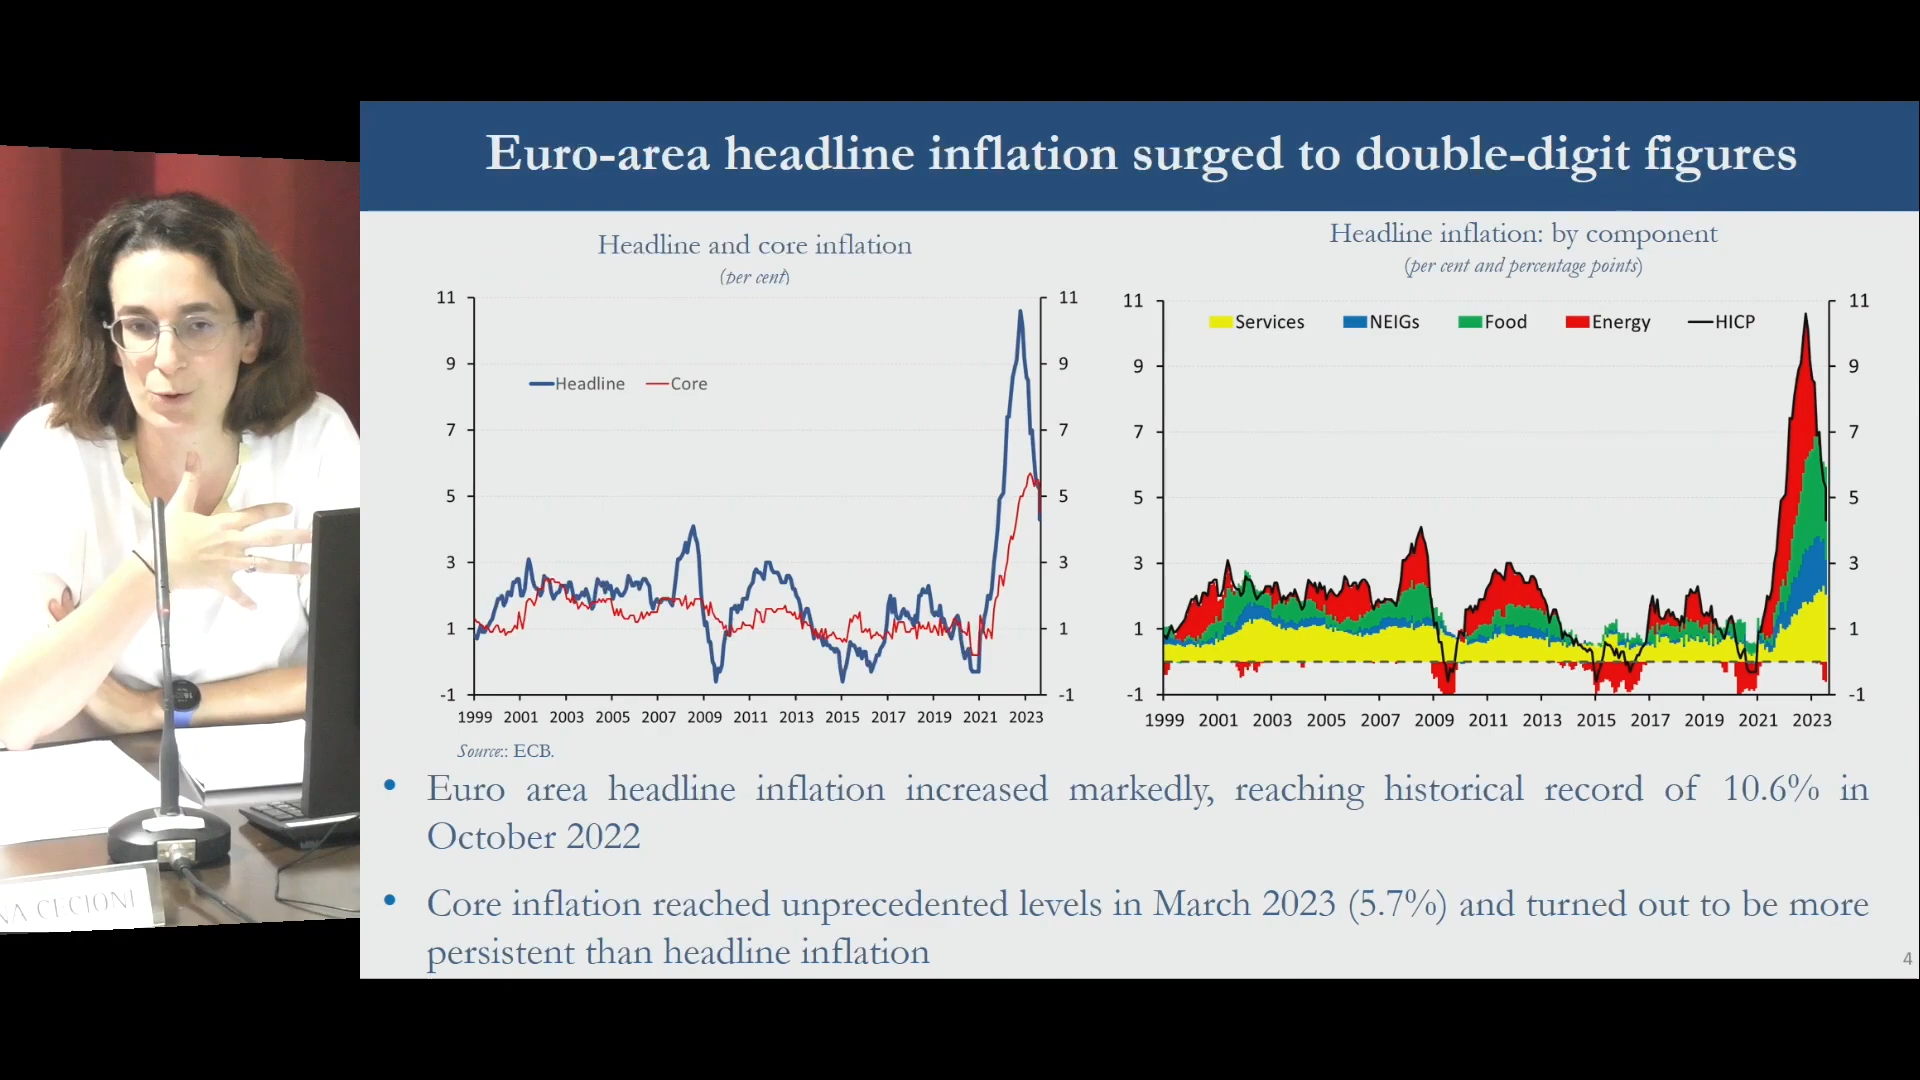 Euro-area headline inflation surged to double-digit figures
Headline and core inflation
(per cent)
11 11
9 9
Headline Core
7 7
5 5
3 3
1 1
-1 -1
1999 2001 2003 2005 2007 2009 2011 2013 2015 2017 2019 2021 2023
Source:: ECB.
Headline inflation: by component
(per cent and percentage points)
11 11
Services NEIGs Food Energy HICP
9 9
7 7
5 5
3 3
1 1
-1 -1
1999 2001 2003 2005 2007 2009 2011 2013 2015 2017 2019 2021 2023
• Euro area headline inflation increased markedly, reaching historical record of 10.6% in
October 2022
• Core inflation reached unprecedented levels in March 2023 (5.7%) and turned out to be more
persistent than headline inflation
4
NA CECIONI